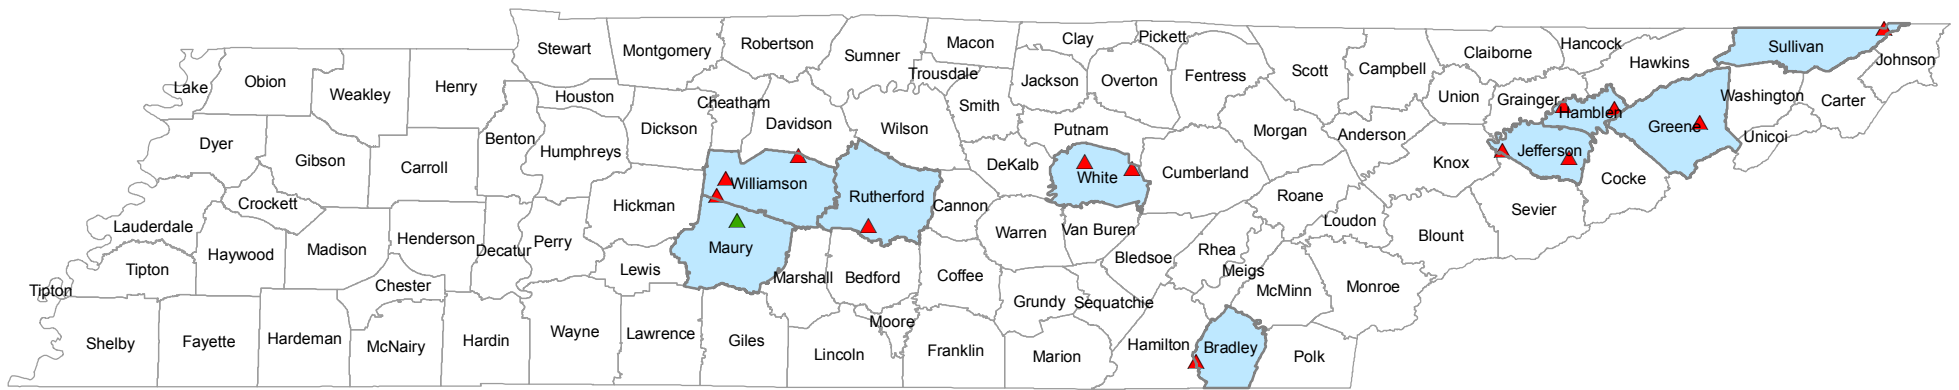 Stewart
Montgomery
Robertson
Sumner
Macon
Clay
Pickett
Scott
Campbell
Claiborne
Hancock
Hawkins
Sullivan
Johnson
Lake
Obion
Weakley
Henry
Houston
Cheatham
Trousdale
Jackson
Overton
Fentress
Union
Grainger
Hamblen
Washington
Carter
Dyer
Gibson
Carroll
Benton
Humphreys
Dickson
Davidson
Wilson
Smith
Putnam
Morgan
Anderson
Greene
Unicoi
DeKalb
White
Cumberland
Knox
Jefferson
Cocke
Lauderdale
Crockett
Hickman
Williamson
Rutherford
Cannon
Roane
Loudon
Sevier
Tipton
Haywood
Madison
Henderson
Decatur
Perry
Lewis
Maury
Warren
Van Buren
Bledsoe
Rhea
Blount
Tipton
Chester
Marshall
Bedford
Coffee
Grundy
Sequatchie
Meigs
McMinn
Monroe
Shelby
Fayette
Hardeman
McNairy
Hardin
Wayne
Lawrence
Giles
Moore
Lincoln
Franklin
Marion
Hamilton
Bradley
Polk